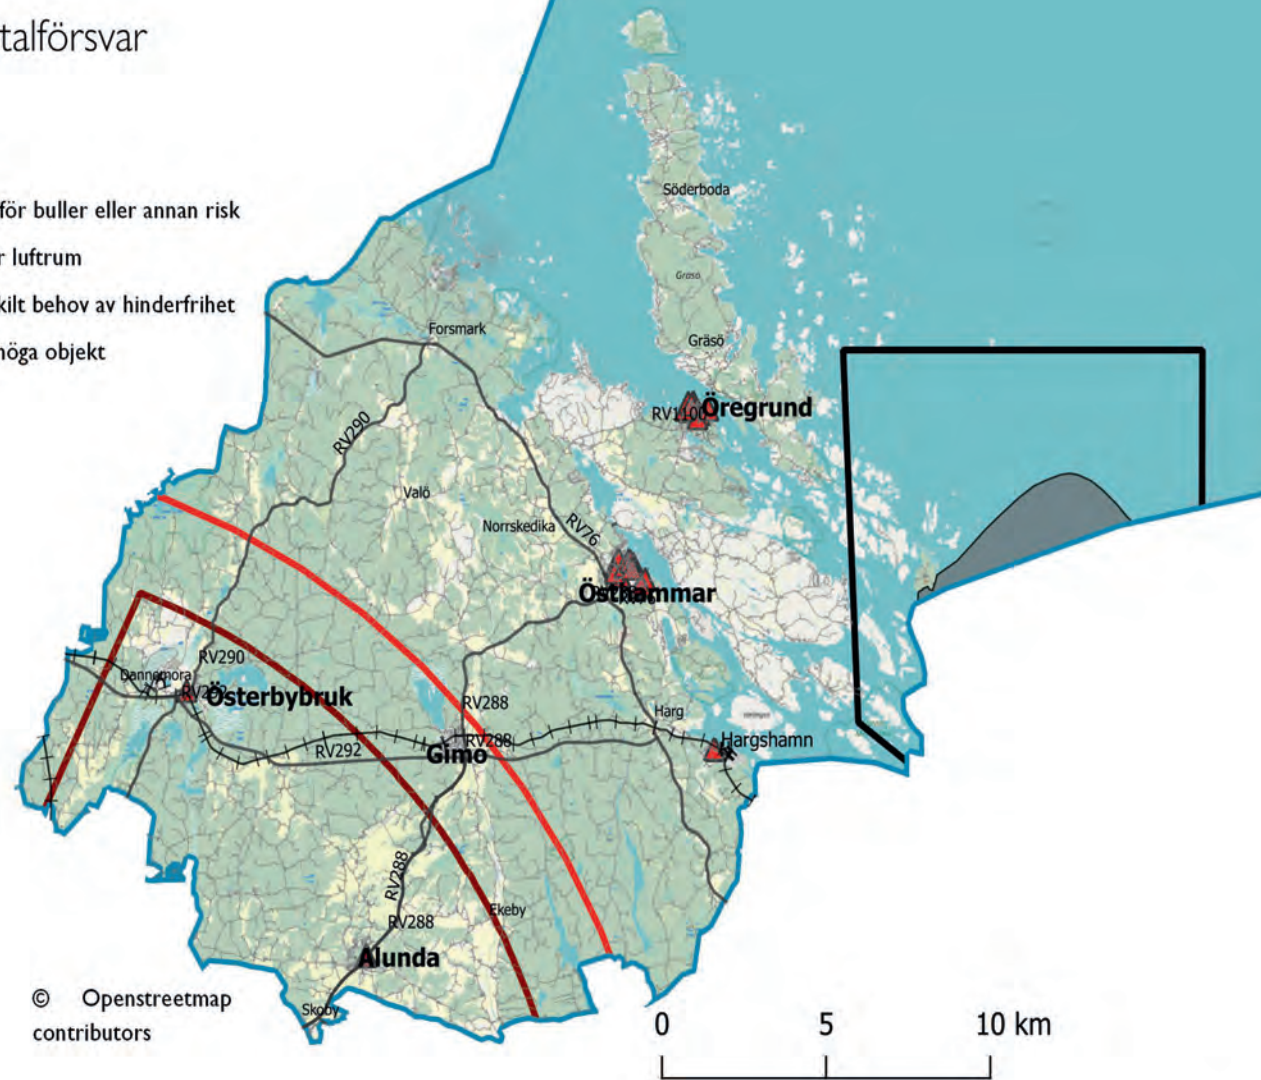 talförsvar
för buller eller annan risk
r luftrum
kilt behov av hinderfrihet
höga objekt
Söderboda
Gräsö
Forsmark
Gräsö
RV1100
Öregrund
RV290
Valö
Norrskedika
RV76
Östhammar
RV290
Dannemora
Österbybruk
RV288
Harg
RV292
RV288
Gimo
Hargshamn
RV288
Ekeby
RV288
Alunda
Skoby
© Openstreetmap
contributors
0 5 10 km